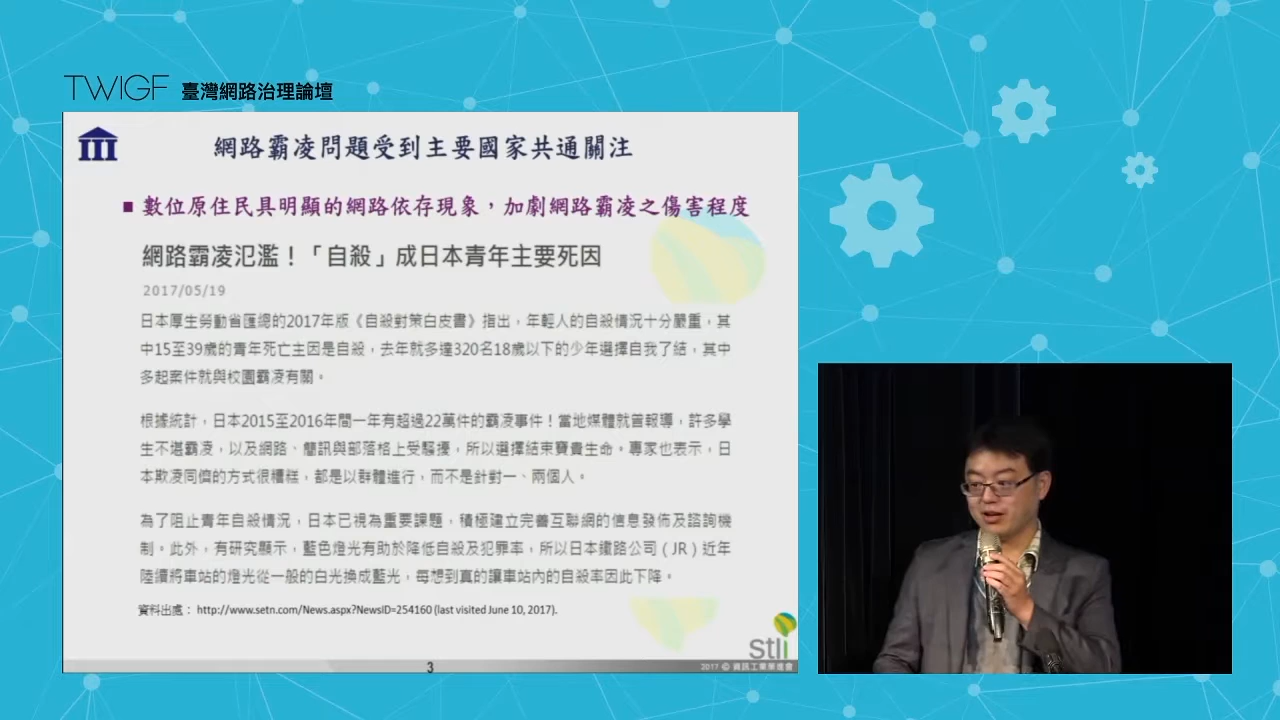 TWIGF 臺灣網路治理論壇
網路霸凌問題受到主要國家共通關注
■ 數位原住民具明顯的網路依存現象，加劇網路霸凌之傷害程度
網路霸凌氾濫！「自殺」成日本青年主要死因
2017/05/19
日本厚生勞動省匯總的2017年版《自殺對策白皮書》指出，年輕人的自殺情況十分嚴重，其
中15至39歲的青年死亡主因是自殺，去年就多達320名18歲以下的少年選擇自我了結，其中
多起案件就與校園霸凌有關。
根據統計，日本2015至2016年間一年有超過22萬件的霸凌事件！當地媒體就曾報導，許多學
生不堪霸凌，以及網路、簡訊與部落格上受騷擾，所以選擇結束寶貴生命。專家也表示，日
本欺凌同儕的方式很糟糕，都是以群體進行，而不是針對一、兩個人。
為了阻止青年自殺情況，日本已視為重要課題，積極建立完善互聯網的信息發佈及諮詢機
制。此外，有研究顯示，藍色燈光有助於降低自殺及犯罪率，所以日本鐵路公司（JR）近年
陸續將車站的燈光從一般的白光換成藍光，每想到真的讓車站內的自殺率因此下降。
資料出處： http://www.setn.com/News.aspx?NewsID=254160 (last visited June 10, 2017).
stli
3
2017 © 資訊工業策進會